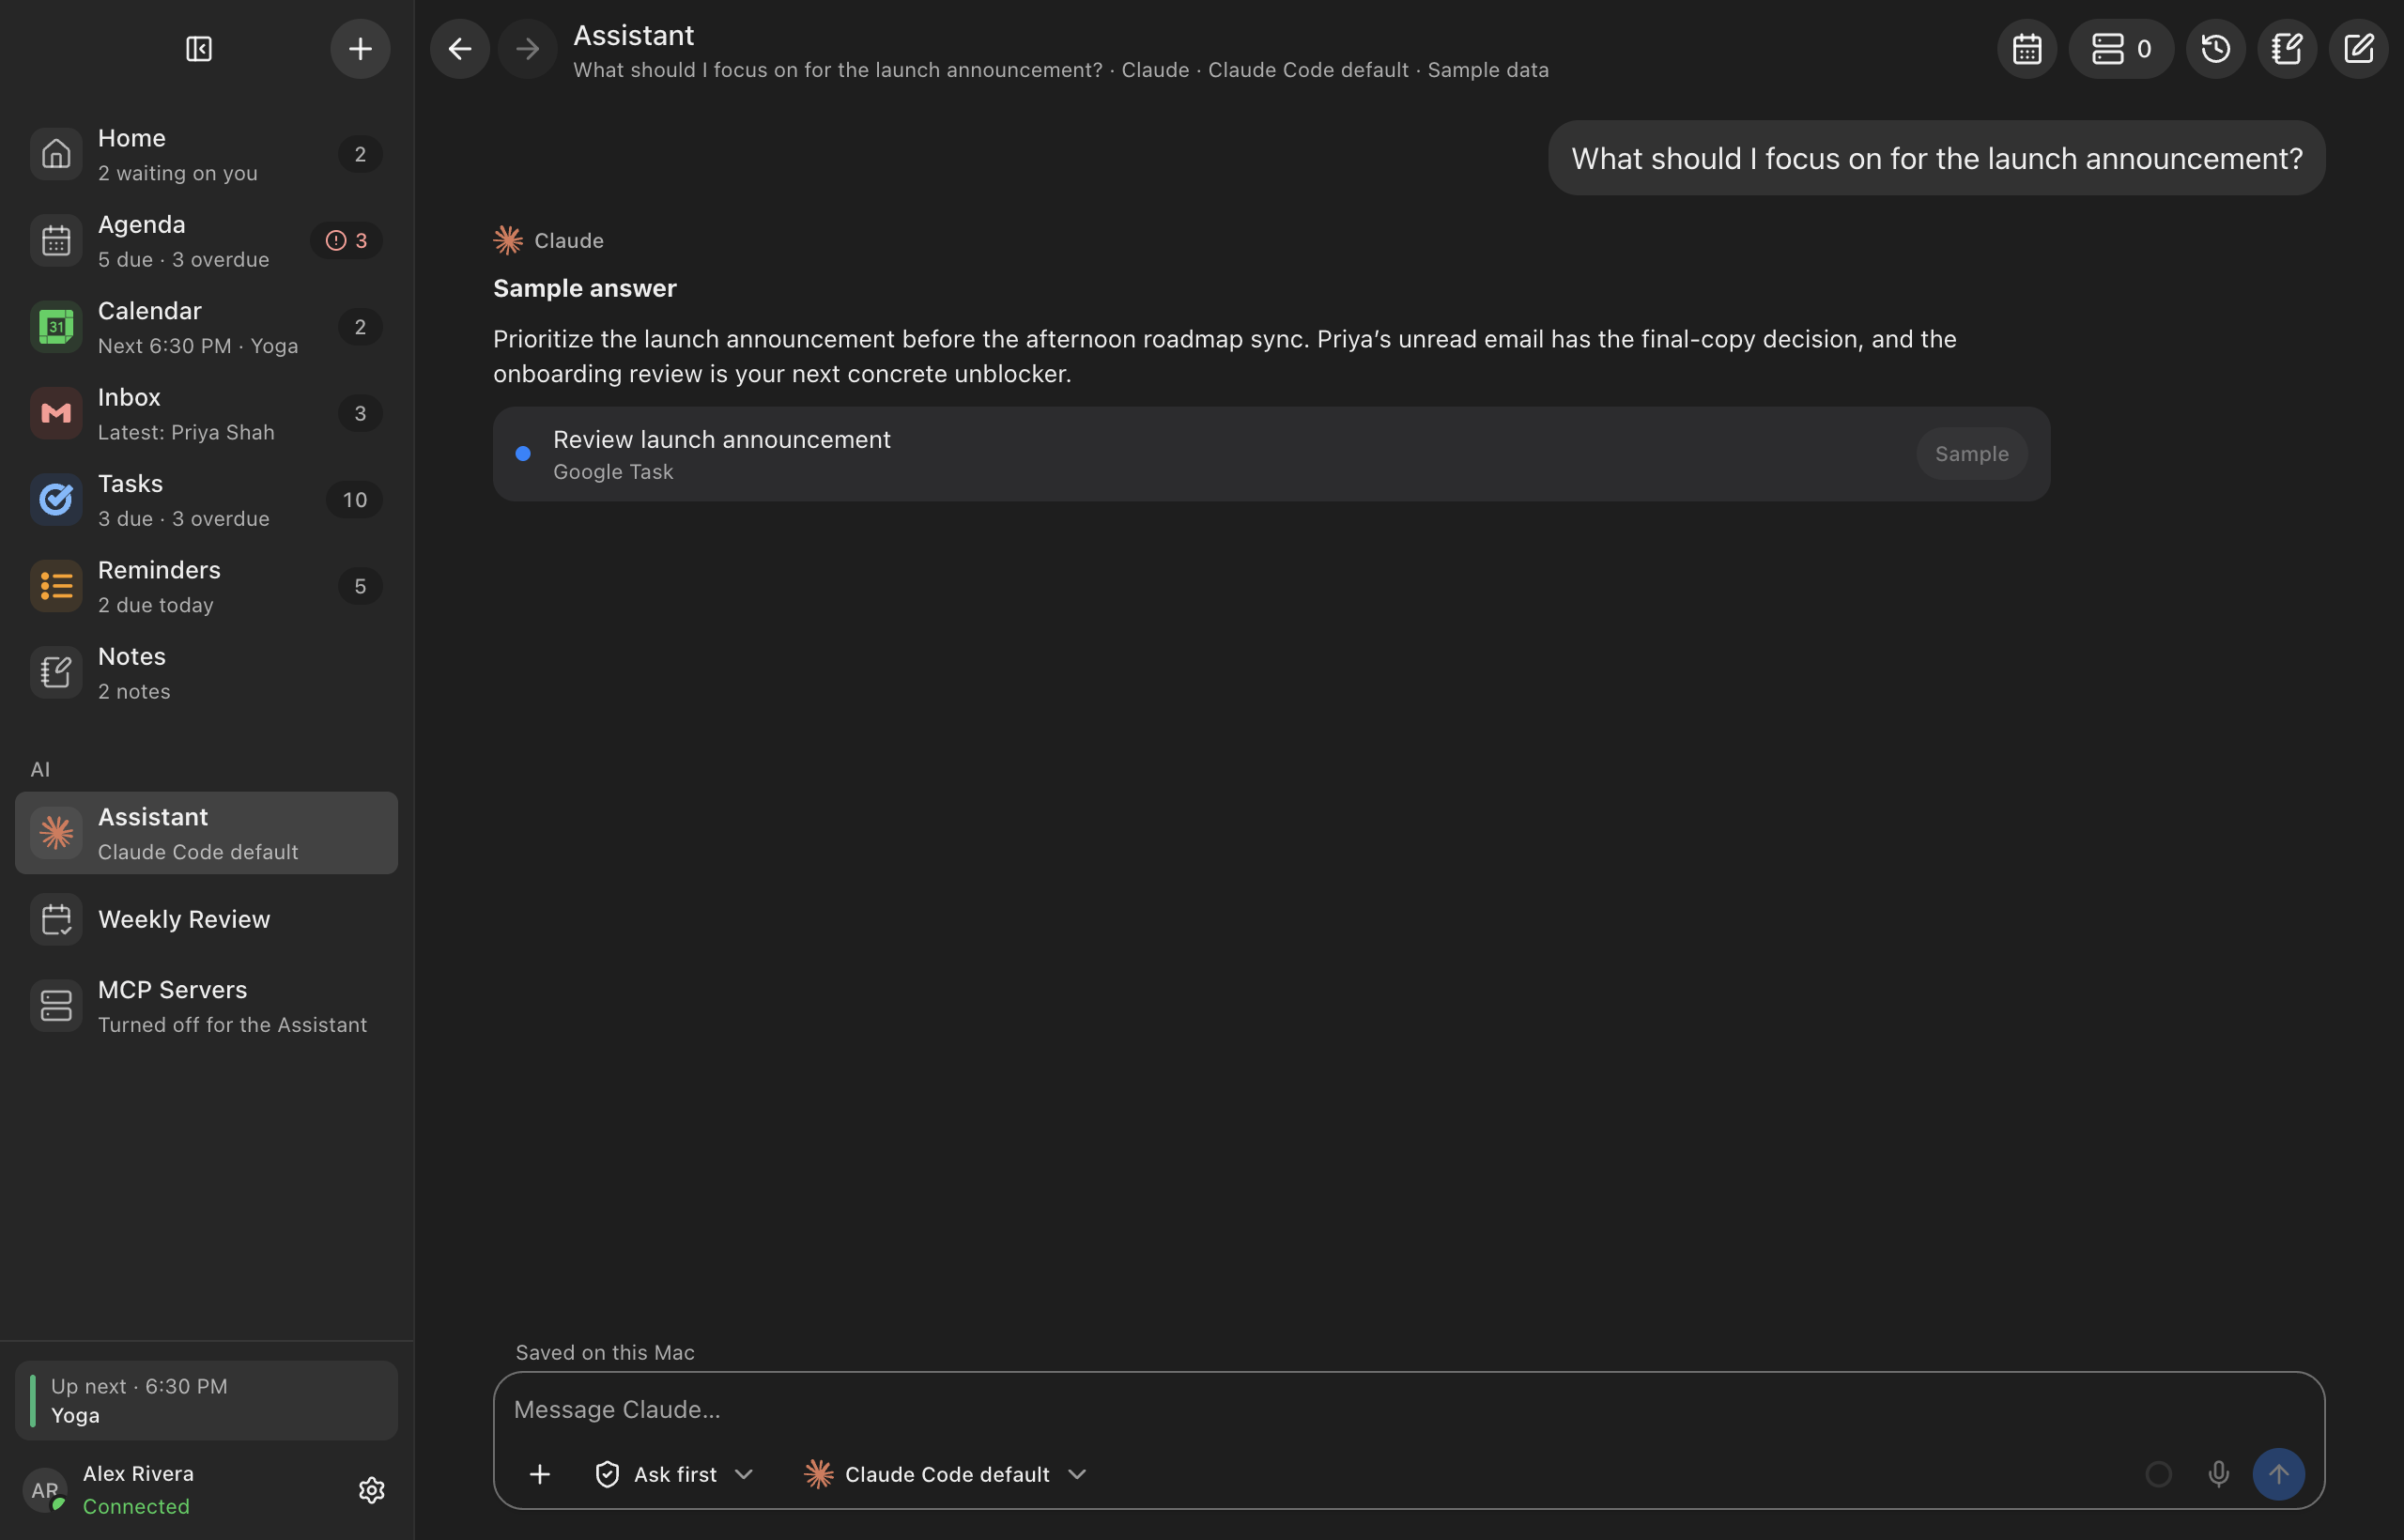 Home
2 waiting on you
2
Agenda
5 due · 3 overdue
3
31
Calendar
Next 6:30 PM · Yoga
2
Inbox
Latest: Priya Shah
3
Tasks
3 due · 3 overdue
10
Reminders
2 due today
5
Notes
2 notes
AI
Assistant
Claude Code default
Weekly Review
MCP Servers
Turned off for the Assistant
Up next · 6:30 PM
Yoga
AR
Alex Rivera
Connected
Assistant
What should I focus on for the launch announcement? · Claude · Claude Code default · Sample data
0
What should I focus on for the launch announcement?
Claude
Sample answer
Prioritize the launch announcement before the afternoon roadmap sync. Priya’s unread email has the final-copy decision, and the
onboarding review is your next concrete unblocker.
Review launch announcement
Google Task
Sample
Saved on this Mac
Message Claude...
Ask first
Claude Code default